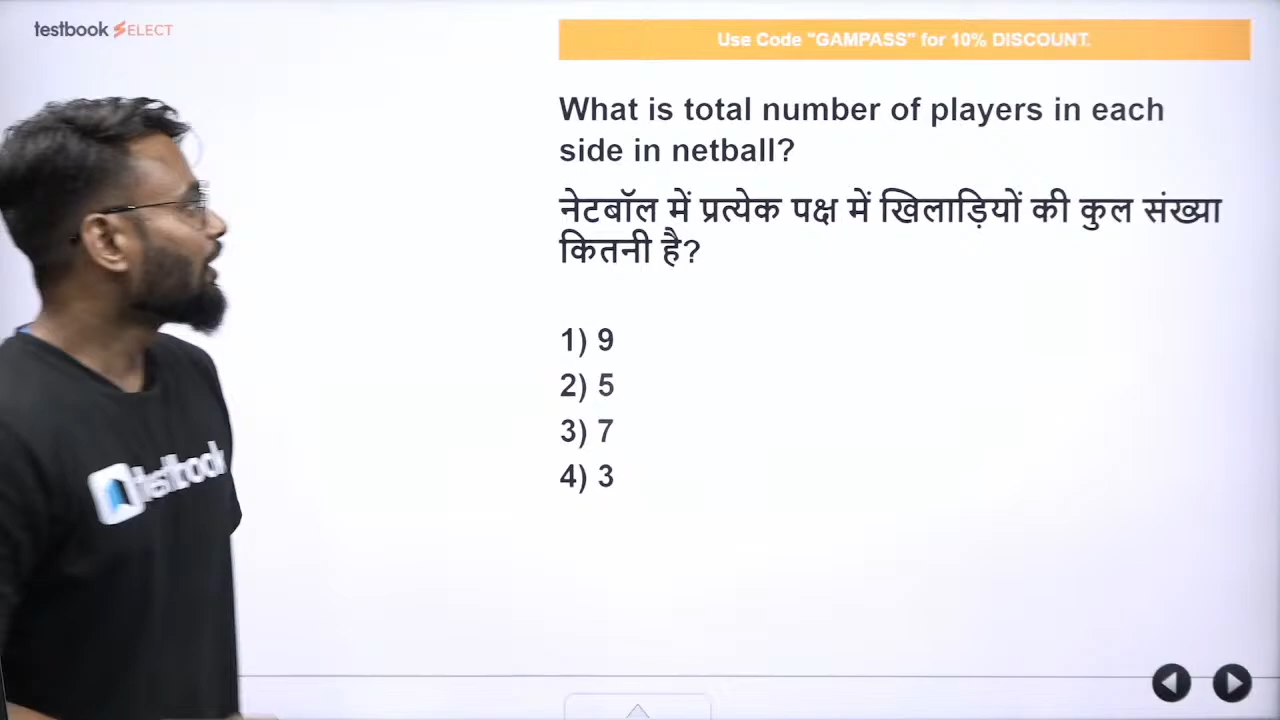 testbook SELECT
Use Code "GAMPASS" for 10% DISCOUNT.
What is total number of players in each
side in netball?
नेटबॉल में प्रत्येक पक्ष में खिलाड़ियों की कुल संख्या
कितनी है?
1) 9
2) 5
3) 7
4) 3
testbook